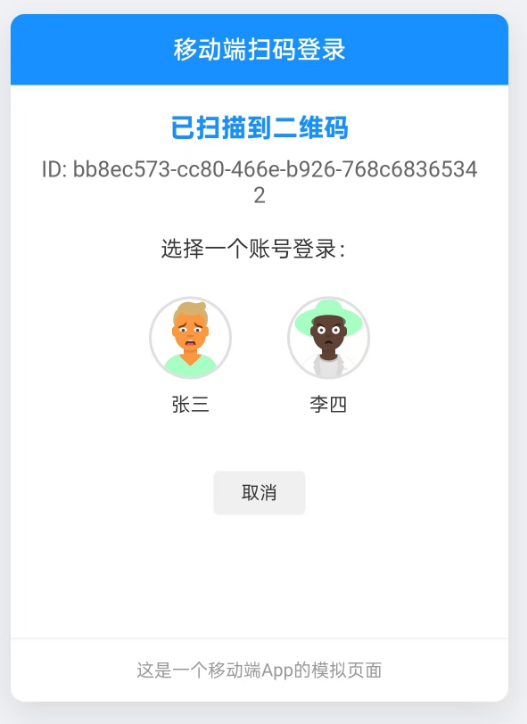 移动端扫码登录
已扫描到二维码
ID: bb8ec573-cc80-466e-b926-768c6836534
2
选择一个账号登录：
张三
李四
取消
这是一个移动端App的模拟页面